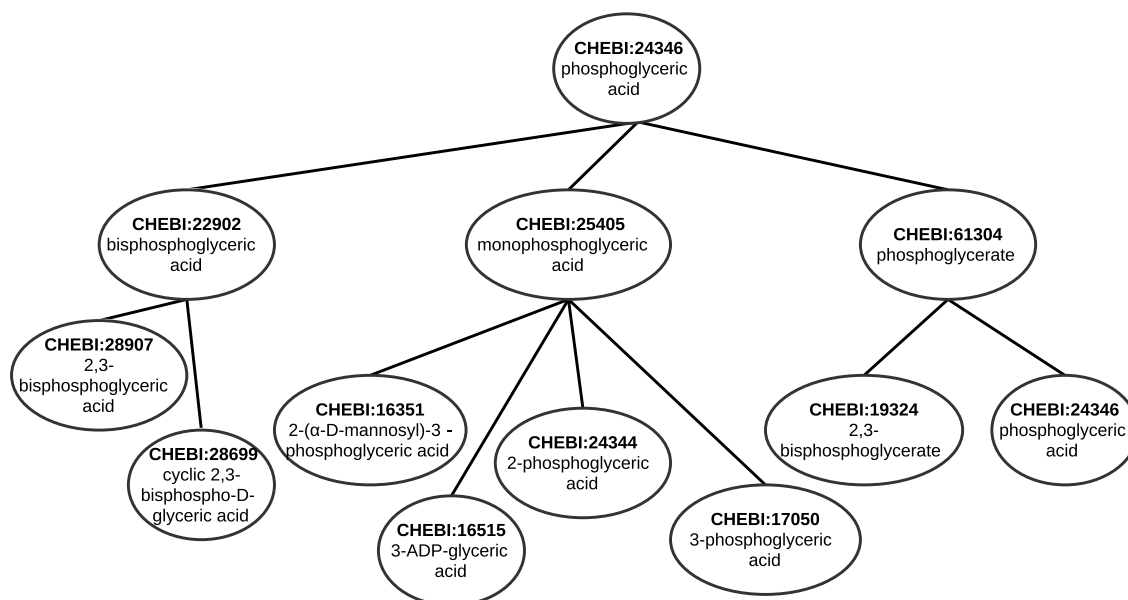 CHEBI:24346
phosphoglyceric
acid
CHEBI:22902
bisphosphoglyceric
acid
CHEBI:25405
monophosphoglyceric
acid
CHEBI:61304
phosphoglycerate
CHEBI:28907
2,3-
bisphosphoglyceric
acid
CHEBI:28699
cyclic 2,3-
bisphospho-D-
glyceric acid
CHEBI:16351
2-(α-D-mannosyl)-3 -
phosphoglyceric acid
CHEBI:16515
3-ADP-glyceric
acid
CHEBI:24344
2-phosphoglyceric
acid
CHEBI:17050
3-phosphoglyceric
acid
CHEBI:19324
2,3-
bisphosphoglycerate
CHEBI:24346
phosphoglyceric
acid